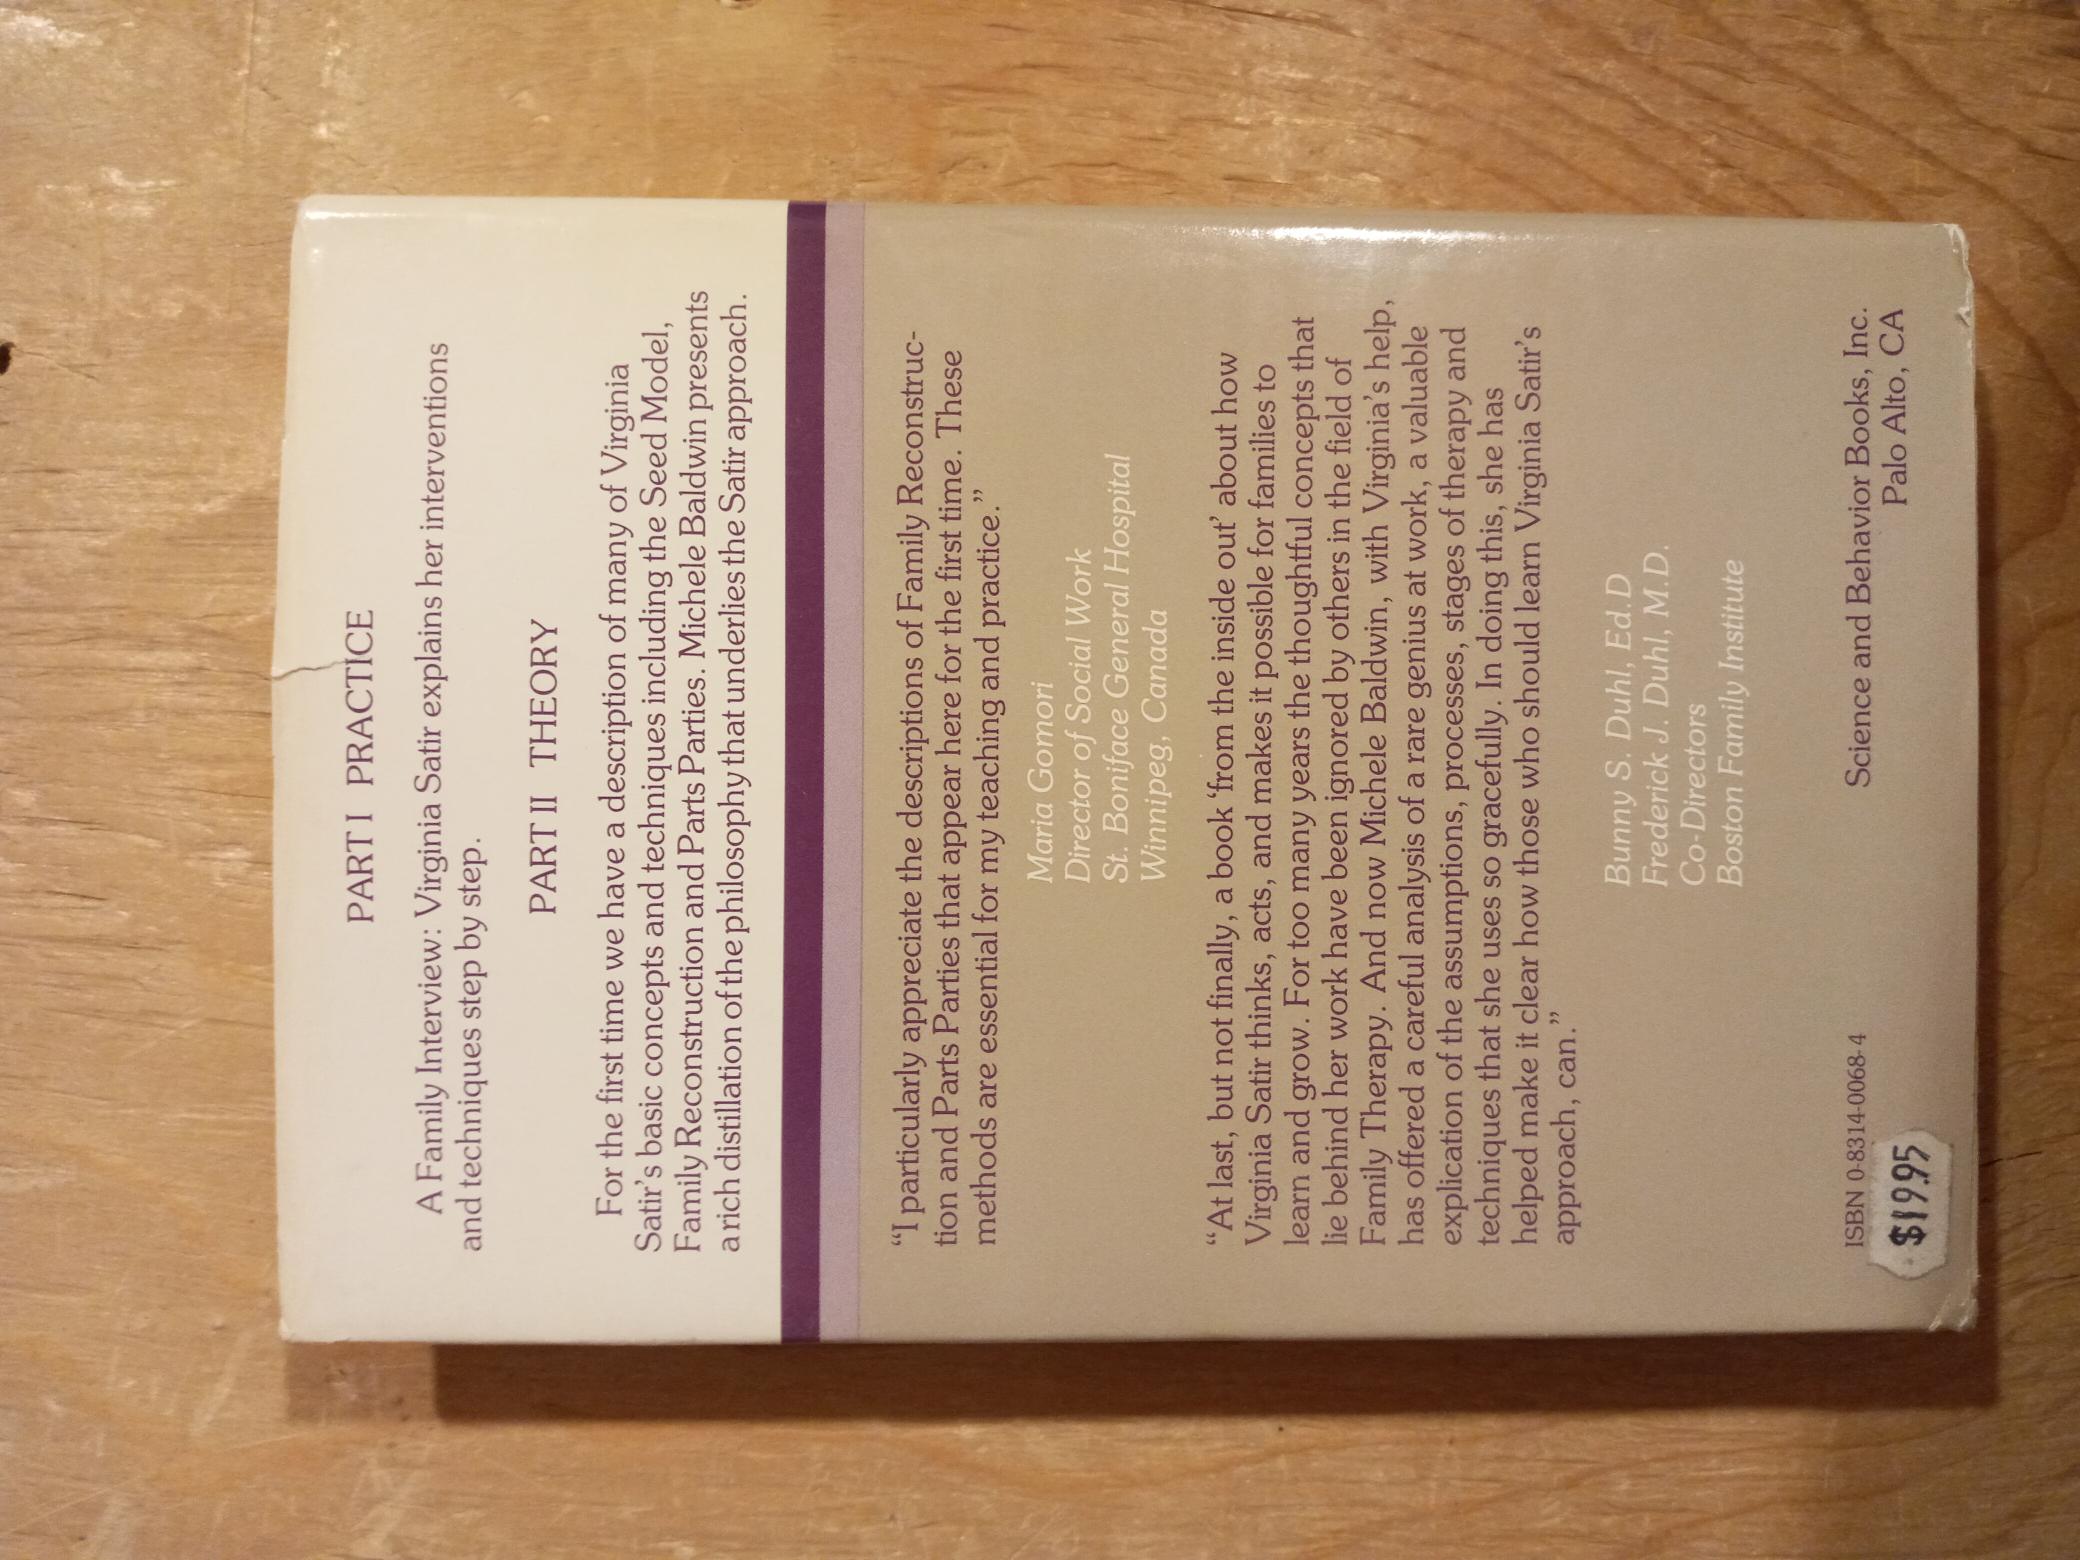 PART I PRACTICE
A Family Interview: Virginia Satir explains her interventions
and techniques step by step.
PART II THEORY
For the first time we have a description of many of Virginia
Satir's basic concepts and techniques including the Seed Model,
Family Reconstruction and Parts Parties. Michele Baldwin presents
a rich distillation of the philosophy that underlies the Satir approach.
“I particularly appreciate the descriptions of Family Reconstruc-
tion and Parts Parties that appear here for the first time. These
methods are essential for my teaching and practice.”
Maria Gomori
Director of Social Work
St. Boniface General Hospital
Winnipeg, Canada
“At last, but not finally, a book ‘from the inside out’ about how
Virginia Satir thinks, acts, and makes it possible for families to
learn and grow. For too many years the thoughtful concepts that
lie behind her work have been ignored by others in the field of
Family Therapy. And now Michele Baldwin, with Virginia's help,
has offered a careful analysis of a rare genius at work, a valuable
explication of the assumptions, processes, stages of therapy and
techniques that she uses so gracefully. In doing this, she has
helped make it clear how those who should learn Virginia Satir's
approach, can.”
Bunny S. Duhl, Ed.D
Frederick J. Duhl, M.D.
Co-Directors
Boston Family Institute
ISBN 0-8314-0068-4
Science and Behavior Books, Inc.
Palo Alto, CA
$19.95